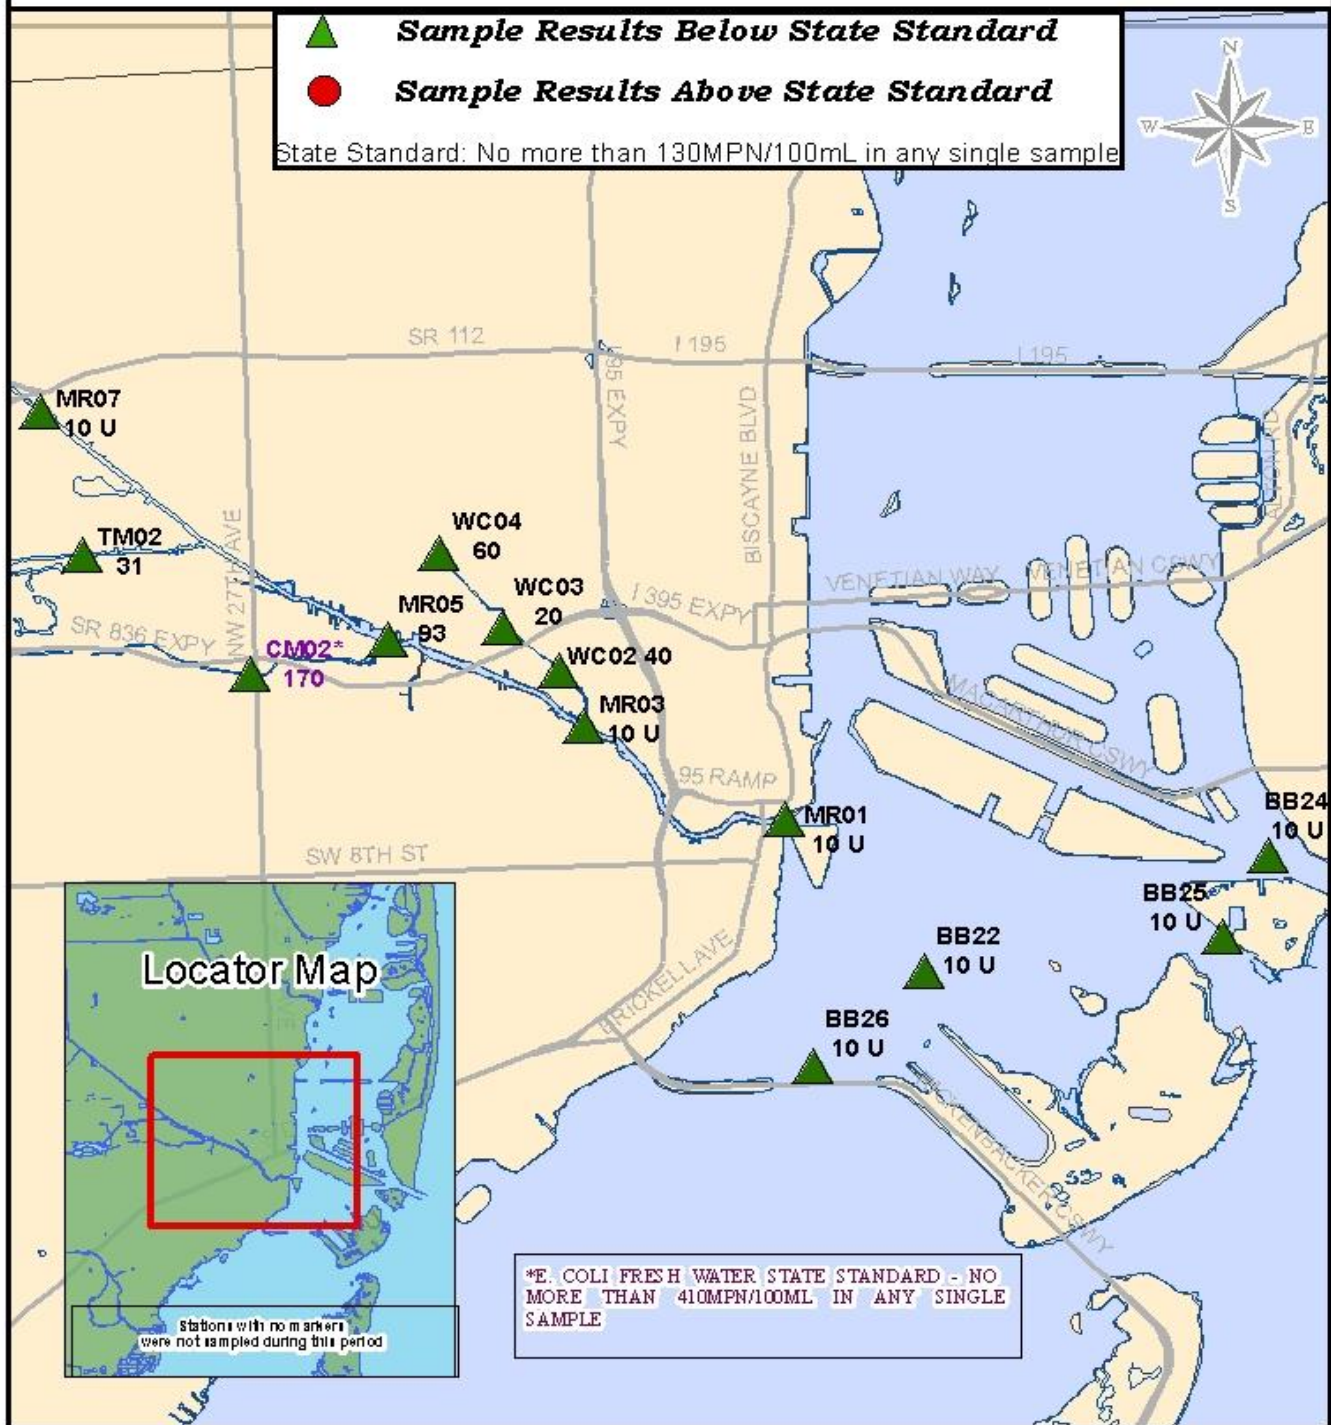 Sample Results Below State Standard
Sample Results Above State Standard
State Standard: No more than 130MPN/100mL in any single sample
N
W
E
S
SR 112
I 195
I 195
I 95 EXPY
BISCAYNE BLVD
ALTON RD
MR07
10 U
NW 27TH AVE
TM02
31
WC04
60
WC03
20
MR05
93
I 395 EXPY
VENETIAN WAY
VENETIAN CSWY
SR 836 EXPY
CM02*
170
WC02 40
MR03
10 U
MACARTHUR CSWY
95 RAMP
MR01
10 U
BB24
10 U
SW 8TH ST
BB25
10 U
BB22
10 U
BRICKELL AVE
BB26
10 U
RICKENBACKER CSWY
Locator Map
Stations with no markers
were not sampled during this period
*E. COLI FRESH WATER STATE STANDARD - NO
MORE THAN 410MPN/100ML IN ANY SINGLE
SAMPLE